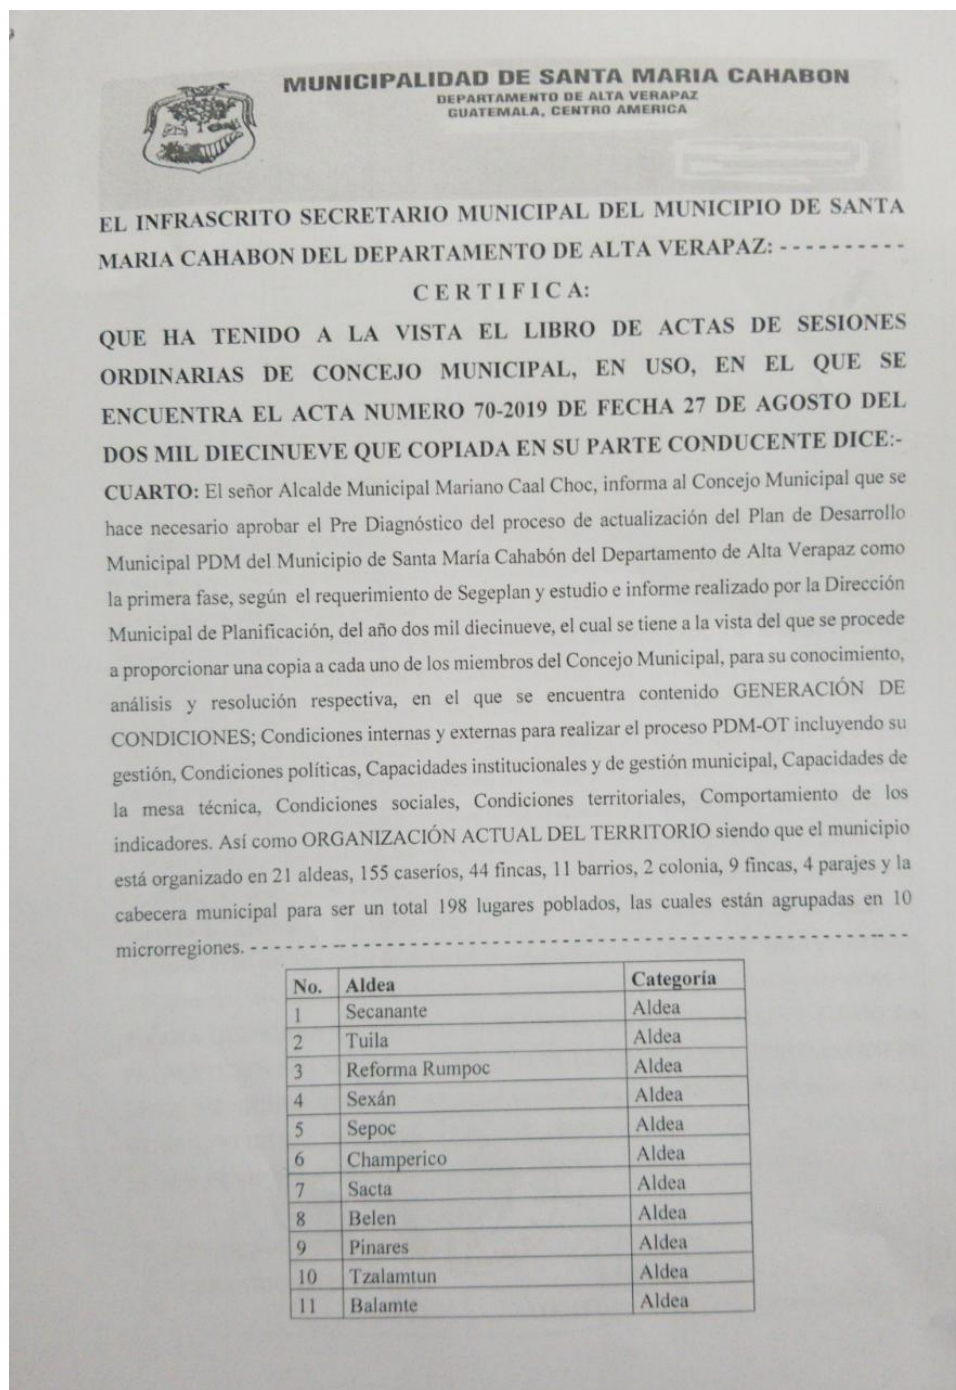 MUNICIPALIDAD DE SANTA MARIA CAHABON
DEPARTAMENTO DE ALTA VERAPAZ
GUATEMALA, CENTRO AMERICA
EL INFRASCRITO SECRETARIO MUNICIPAL DEL MUNICIPIO DE SANTA
MARIA CAHABON DEL DEPARTAMENTO DE ALTA VERAPAZ: - - - - - - - - - -
C E R T I F I C A:
QUE HA TENIDO A LA VISTA EL LIBRO DE ACTAS DE SESIONES
ORDINARIAS DE CONCEJO MUNICIPAL, EN USO, EN EL QUE SE
ENCUENTRA EL ACTA NUMERO 70-2019 DE FECHA 27 DE AGOSTO DEL
DOS MIL DIECINUEVE QUE COPIADA EN SU PARTE CONDUCENTE DICE:-
CUARTO: El señor Alcalde Municipal Mariano Caal Choc, informa al Concejo Municipal que se
hace necesario aprobar el Pre Diagnóstico del proceso de actualización del Plan de Desarrollo
Municipal PDM del Municipio de Santa María Cahabón del Departamento de Alta Verapaz como
la primera fase, según el requerimiento de Segeplan y estudio e informe realizado por la Dirección
Municipal de Planificación, del año dos mil diecinueve, el cual se tiene a la vista del que se procede
a proporcionar una copia a cada uno de los miembros del Concejo Municipal, para su conocimiento,
análisis y resolución respectiva, en el que se encuentra contenido GENERACIÓN DE
CONDICIONES; Condiciones internas y externas para realizar el proceso PDM-OT incluyendo su
gestión, Condiciones políticas, Capacidades institucionales y de gestión municipal, Capacidades de
la mesa técnica, Condiciones sociales, Condiciones territoriales, Comportamiento de los
indicadores. Así como ORGANIZACIÓN ACTUAL DEL TERRITORIO siendo que el municipio
está organizado en 21 aldeas, 155 caseríos, 44 fincas, 11 barrios, 2 colonia, 9 fincas, 4 parajes y la
cabecera municipal para ser un total 198 lugares poblados, las cuales están agrupadas en 10
microrregiones. - - - - - - - - - - - - - - - - - - - - - - - - - - - - - - - - - - - - - - - - - - - - - - - - - - - -
No. Aldea Categoría
1 Secanante Aldea
2 Tuila Aldea
3 Reforma Rumpoc Aldea
4 Sexán Aldea
5 Sepoc Aldea
6 Champerico Aldea
7 Sacta Aldea
8 Belen Aldea
9 Pinares Aldea
10 Tzalamtun Aldea
11 Balamte Aldea